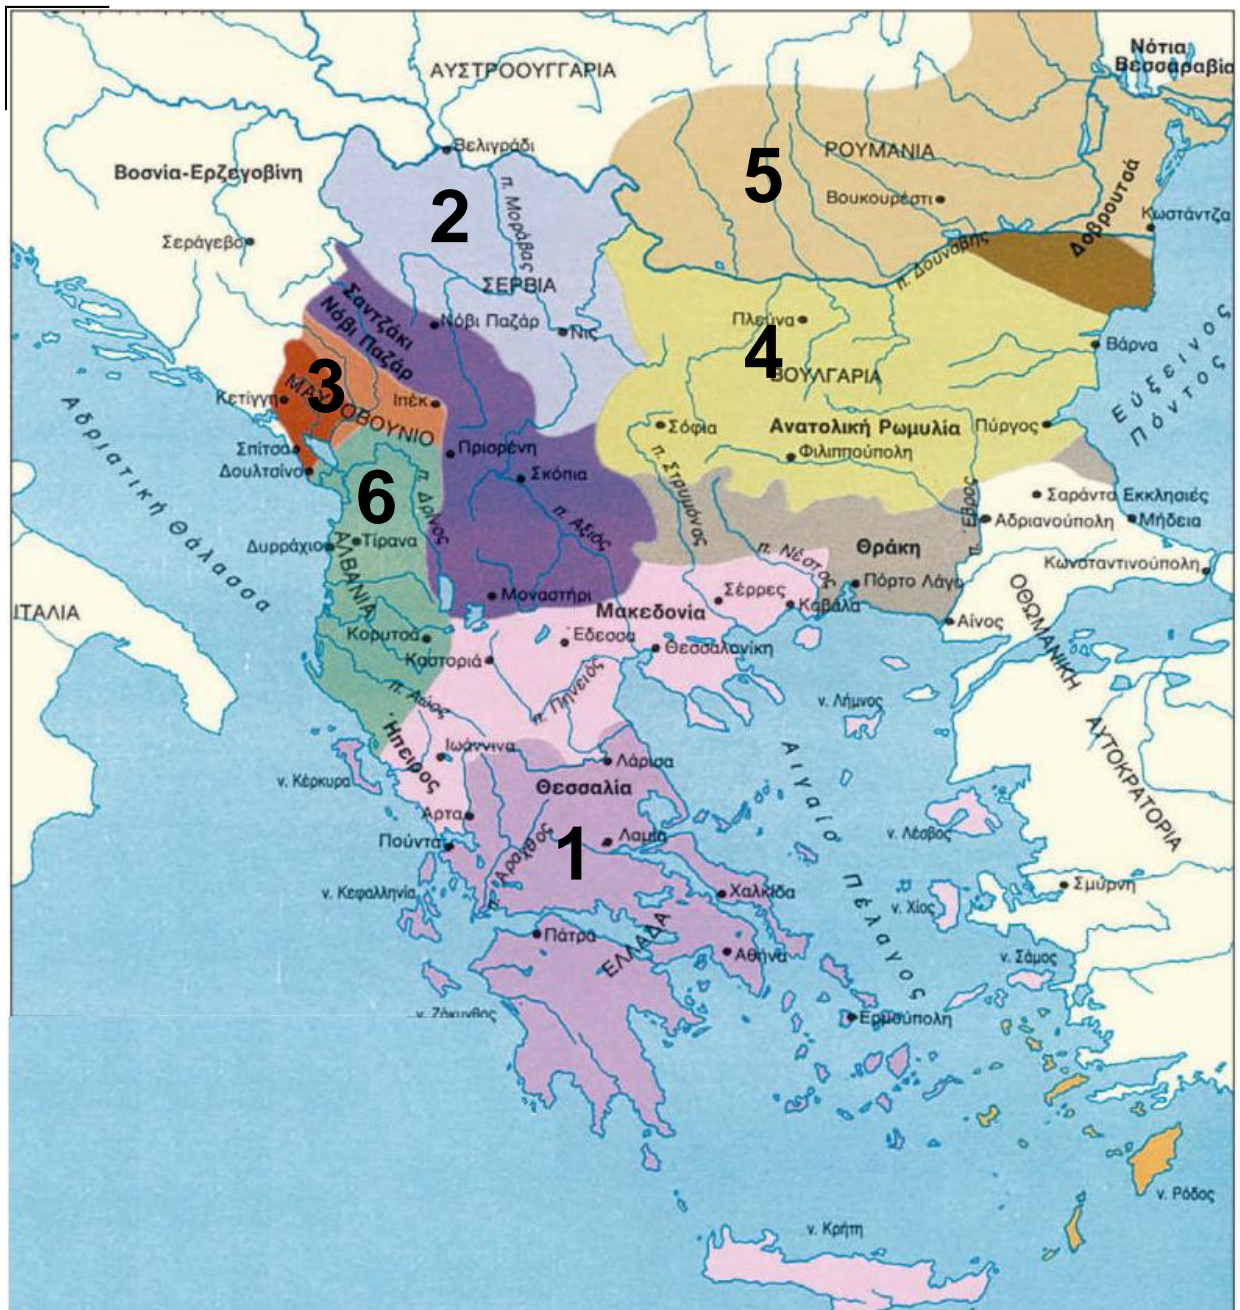 Νότια
Βεσσαραβία
ΑΥΣΤΡΟΟΥΓΓΑΡΙΑ
Βελιγράδι
ΡΟΥΜΑΝΙΑ
5
Βοσνία-Ερζεγοβίνη
2
π. Μοράβας
Βουκουρέστι
Δοβρουτσά
Κωστάντζα
Σεράγεβο
π. Δούναβης
ΣΕΡΒΙΑ
Σαντζάκι
Νόβι Παζάρ
Νόβι Παζάρ
Νις
Πλεύνα
4
Βάρνα
Εύξεινος
Πόντος
ΒΟΥΛΓΑΡΙΑ
3
Κετίγγη
ΜΑΥΡΟΒΟΥΝΙΟ
Ιπέκ
Αδριατική Θάλασσα
Σόφια
Ανατολική Ρωμυλία
Πύργος
Φιλιππούπολη
Σπίτσα
Δουλτσίνο
Πρισρένη
Σκόπια
6
π. Δρίνος
π. Στρυμόνας
π. Έβρος
Σαράντα Εκκλησιές
Αδριανούπολη
Μήδεια
π. Αξιός
Δυρράχιο
Τίρανα
ΑΛΒΑΝΙΑ
π. Νέστος
Θράκη
Κωνσταντινούπολη
Πόρτο Λάγο
Μοναστήρι
Μακεδονία
Σέρρες
Καβάλα
ΙΤΑΛΙΑ
ΟΘΩΜΑΝΙΚΗ
ΑΥΤΟΚΡΑΤΟΡΙΑ
Αίνος
Κορυτσά
Έδεσσα
Θεσσαλονίκη
Καστοριά
π. Αώος
π. Πηνειός
ν. Λήμνος
Ήπειρος
Ιωάννινα
Λάρισα
ν. Κέρκυρα
Θεσσαλία
Αιγαίο
Πέλαγος
Άρτα
π. Άραχθος
1
Λαμία
Πούντα
ν. Λέσβος
ν. Κεφαλληνία
Χαλκίδα
Σμύρνη
ν. Χίος
Πάτρα
ΕΛΛΑΔΑ
Αθήνα
ν. Σάμος
ν. Ζάκυνθος
Ερμούπολη
ν. Ρόδος
ν. Κρήτη